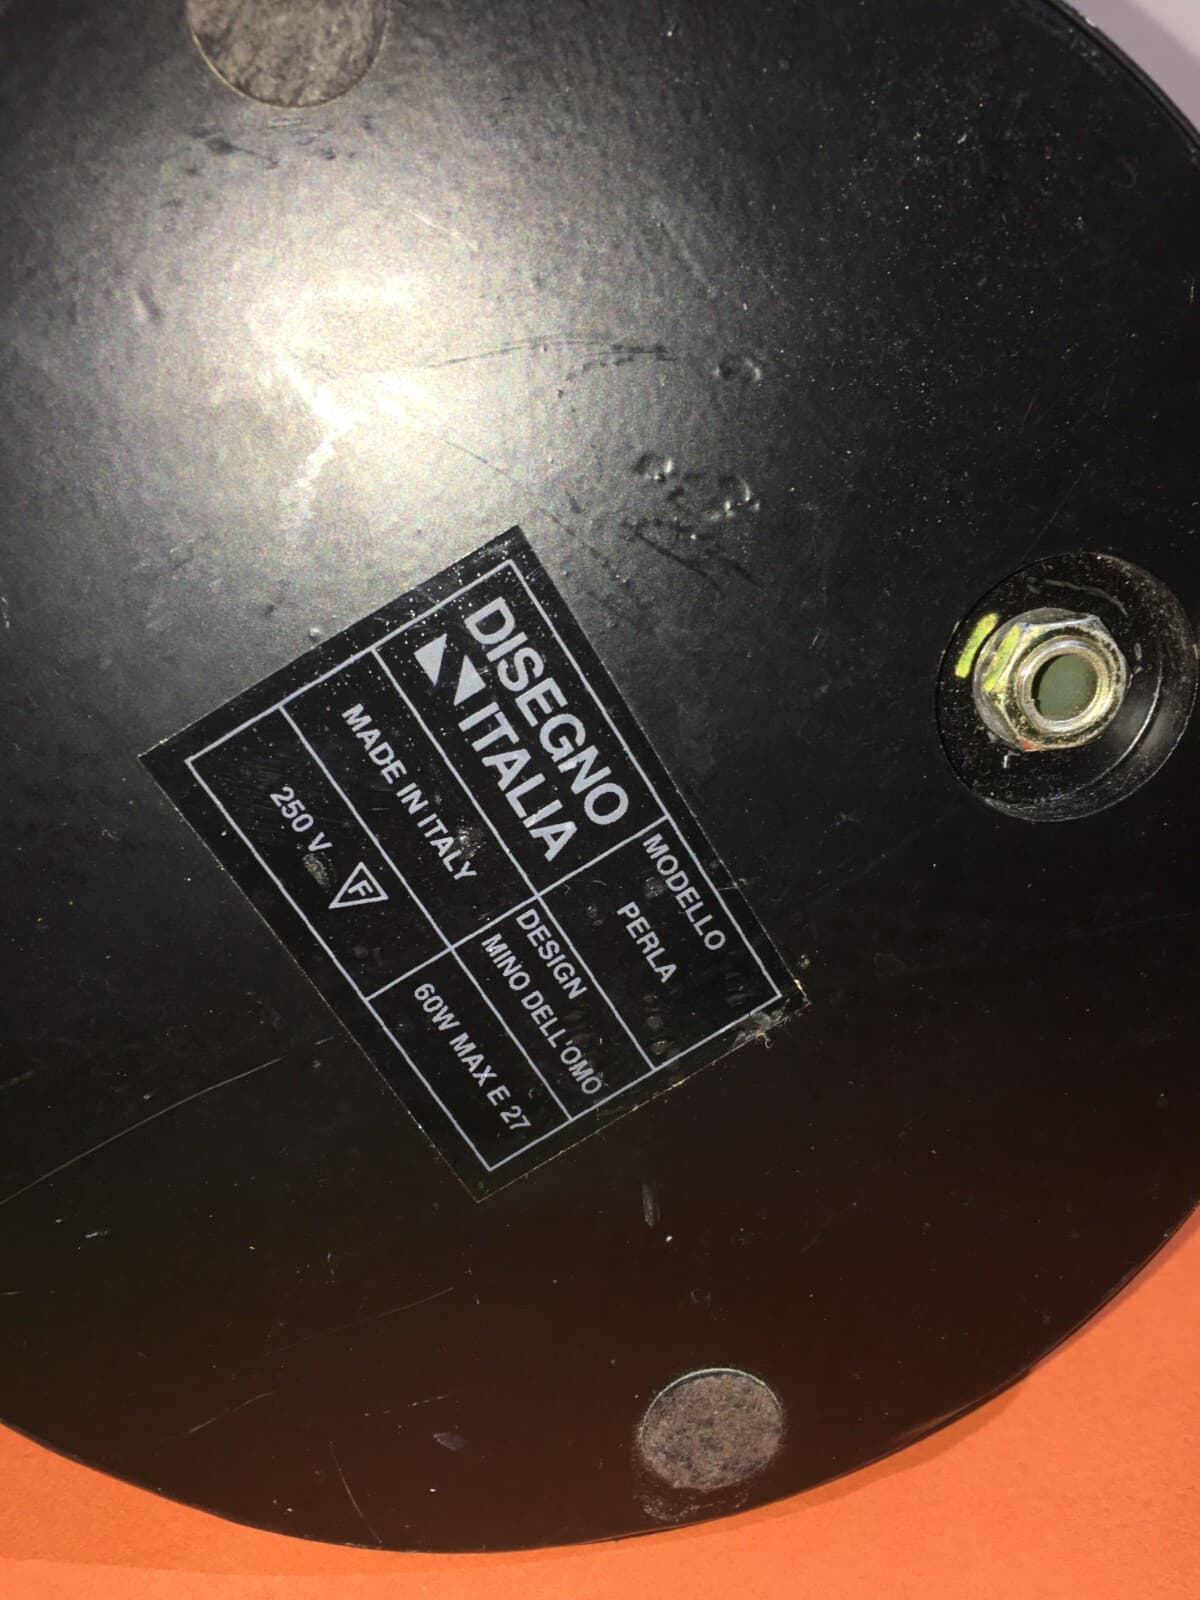 DISEGNO
ITALIA
MODELLO
PERLA
MADE IN ITALY
DESIGN
MINO DELL'OMO
250 V F
60W MAX E 27